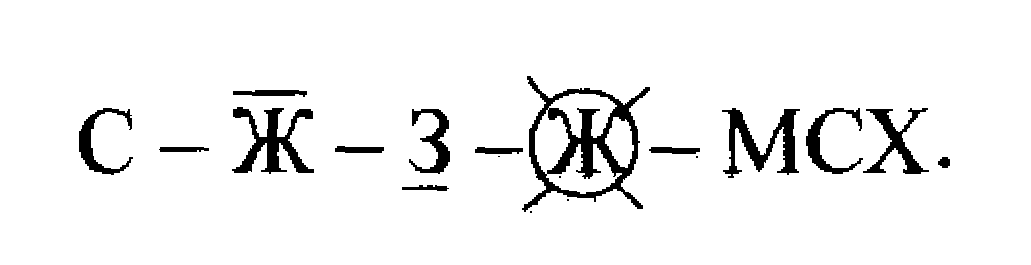 С – Ж – З – Ж – МСХ.